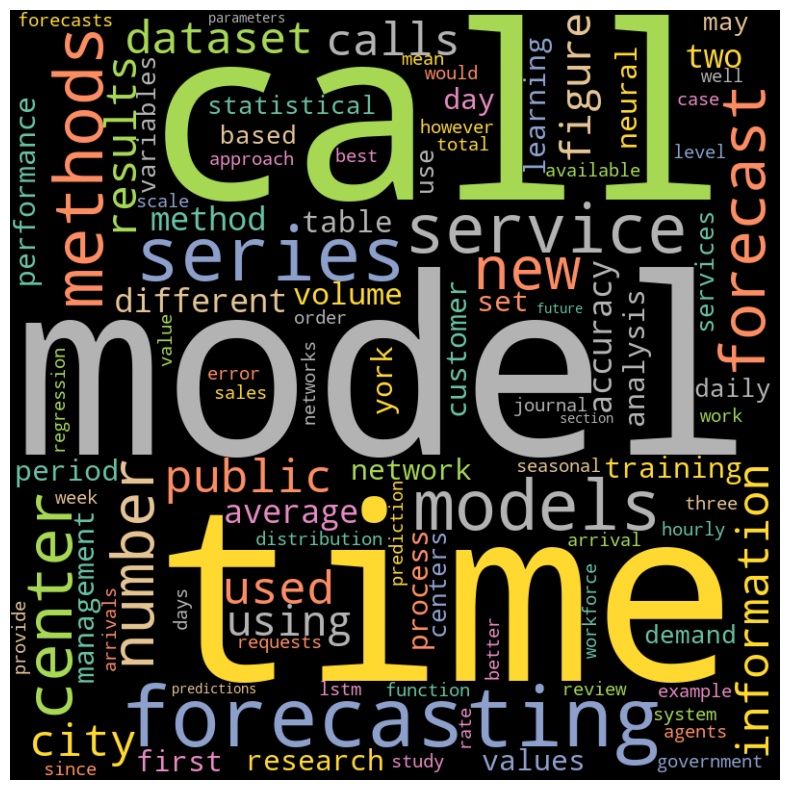 forecasts
parameters
may
dataset
calls
mean
would
two
well
call
methods
results
variables
statistical
day
learning
figure
neural
case
based
however
total
approach
best
use
available
level
forecast
performance
scale
method
table
service
services
series
new
different
volume
set
future
customer
accuracy
analysis
order
value
model
networks
york
error
sales
regression
journal
section
daily
work
period
public
network
seasonal
training
week
number
average
models
three
center
management
distribution
prediction
arrival
hourly
information
time
used
using
requests
process
centers
workforce
demand
days
arrivals
provide
better
predictions
lstm
function
review
example
forecasting
city
system
rate
agents
first
research
study
values
government
since